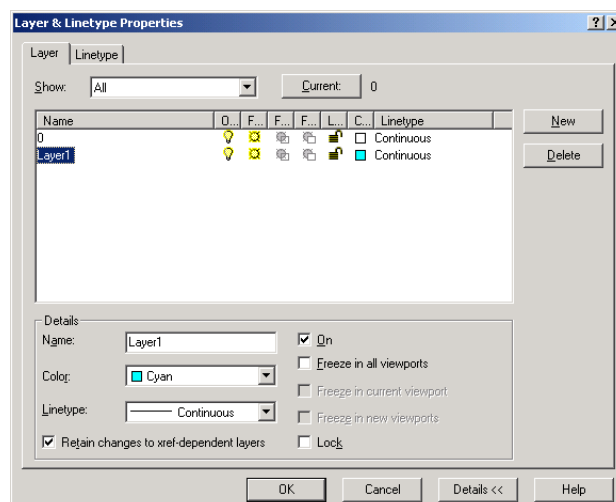 Layer & Linetype Properties
Layer Linetype
Show: All Current: 0
Name O... F... F... F... L... C... Linetype
0 Continuous
Layer1 Continuous
New
Delete
Details
Name: Layer1
Color: Cyan
Linetype: Continuous
Retain changes to xref-dependent layers
On
Freeze in all viewports
Freeze in current viewport
Freeze in new viewports
Lock
OK Cancel Details << Help